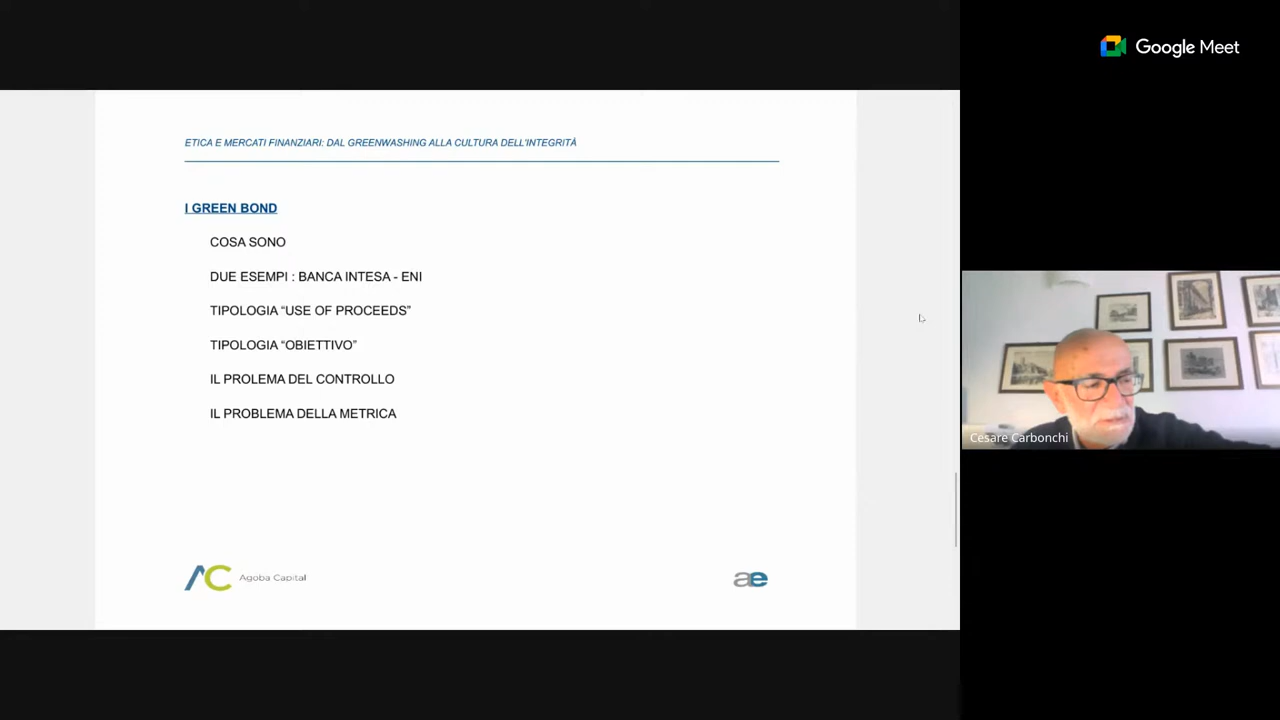 Google Meet
ETICA E MERCATI FINANZIARI: DAL GREENWASHING ALLA CULTURA DELL'INTEGRITÀ
I GREEN BOND
COSA SONO
DUE ESEMPI : BANCA INTESA - ENI
TIPOLOGIA “USE OF PROCEEDS”
TIPOLOGIA “OBIETTIVO”
IL PROLEMA DEL CONTROLLO
IL PROBLEMA DELLA METRICA
Cesare Carbonchi
AC Agoba Capital
ae